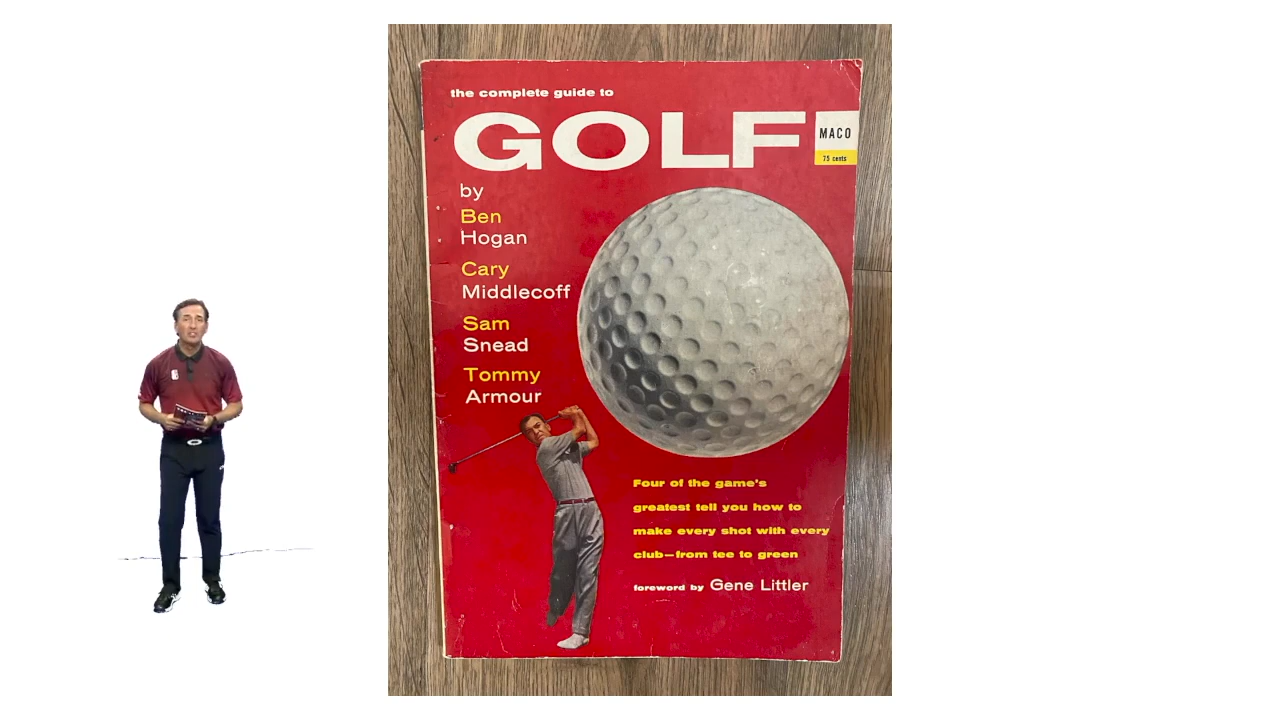 the complete guide to
GOLF
MACO
75 cents
by
Ben
Hogan
Cary
Middlecoff
Sam
Snead
Tommy
Armour
Four of the game's
greatest tell you how to
make every shot with every
club—from tee to green
foreword by Gene Littler